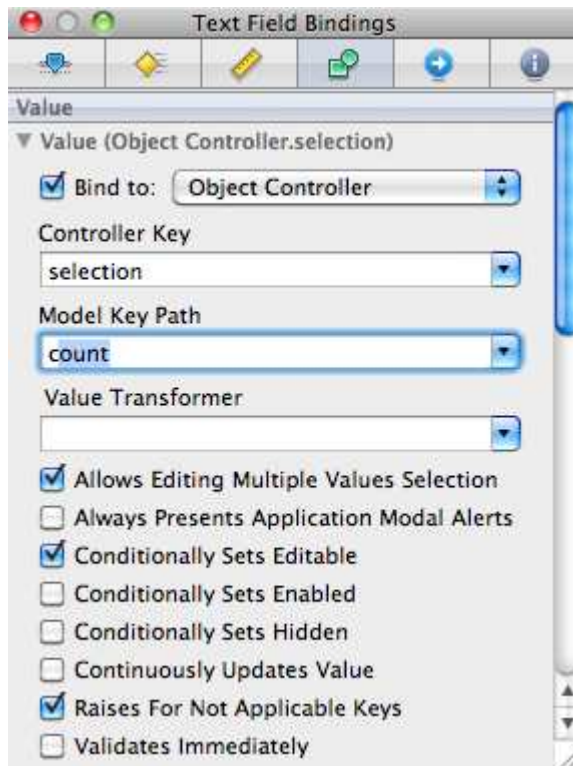 Text Field Bindings
Value
Value (Object Controller.selection)
Bind to: Object Controller
Controller Key
selection
Model Key Path
count
Value Transformer
Allows Editing Multiple Values Selection
Always Presents Application Modal Alerts
Conditionally Sets Editable
Conditionally Sets Enabled
Conditionally Sets Hidden
Continuously Updates Value
Raises For Not Applicable Keys
Validates Immediately